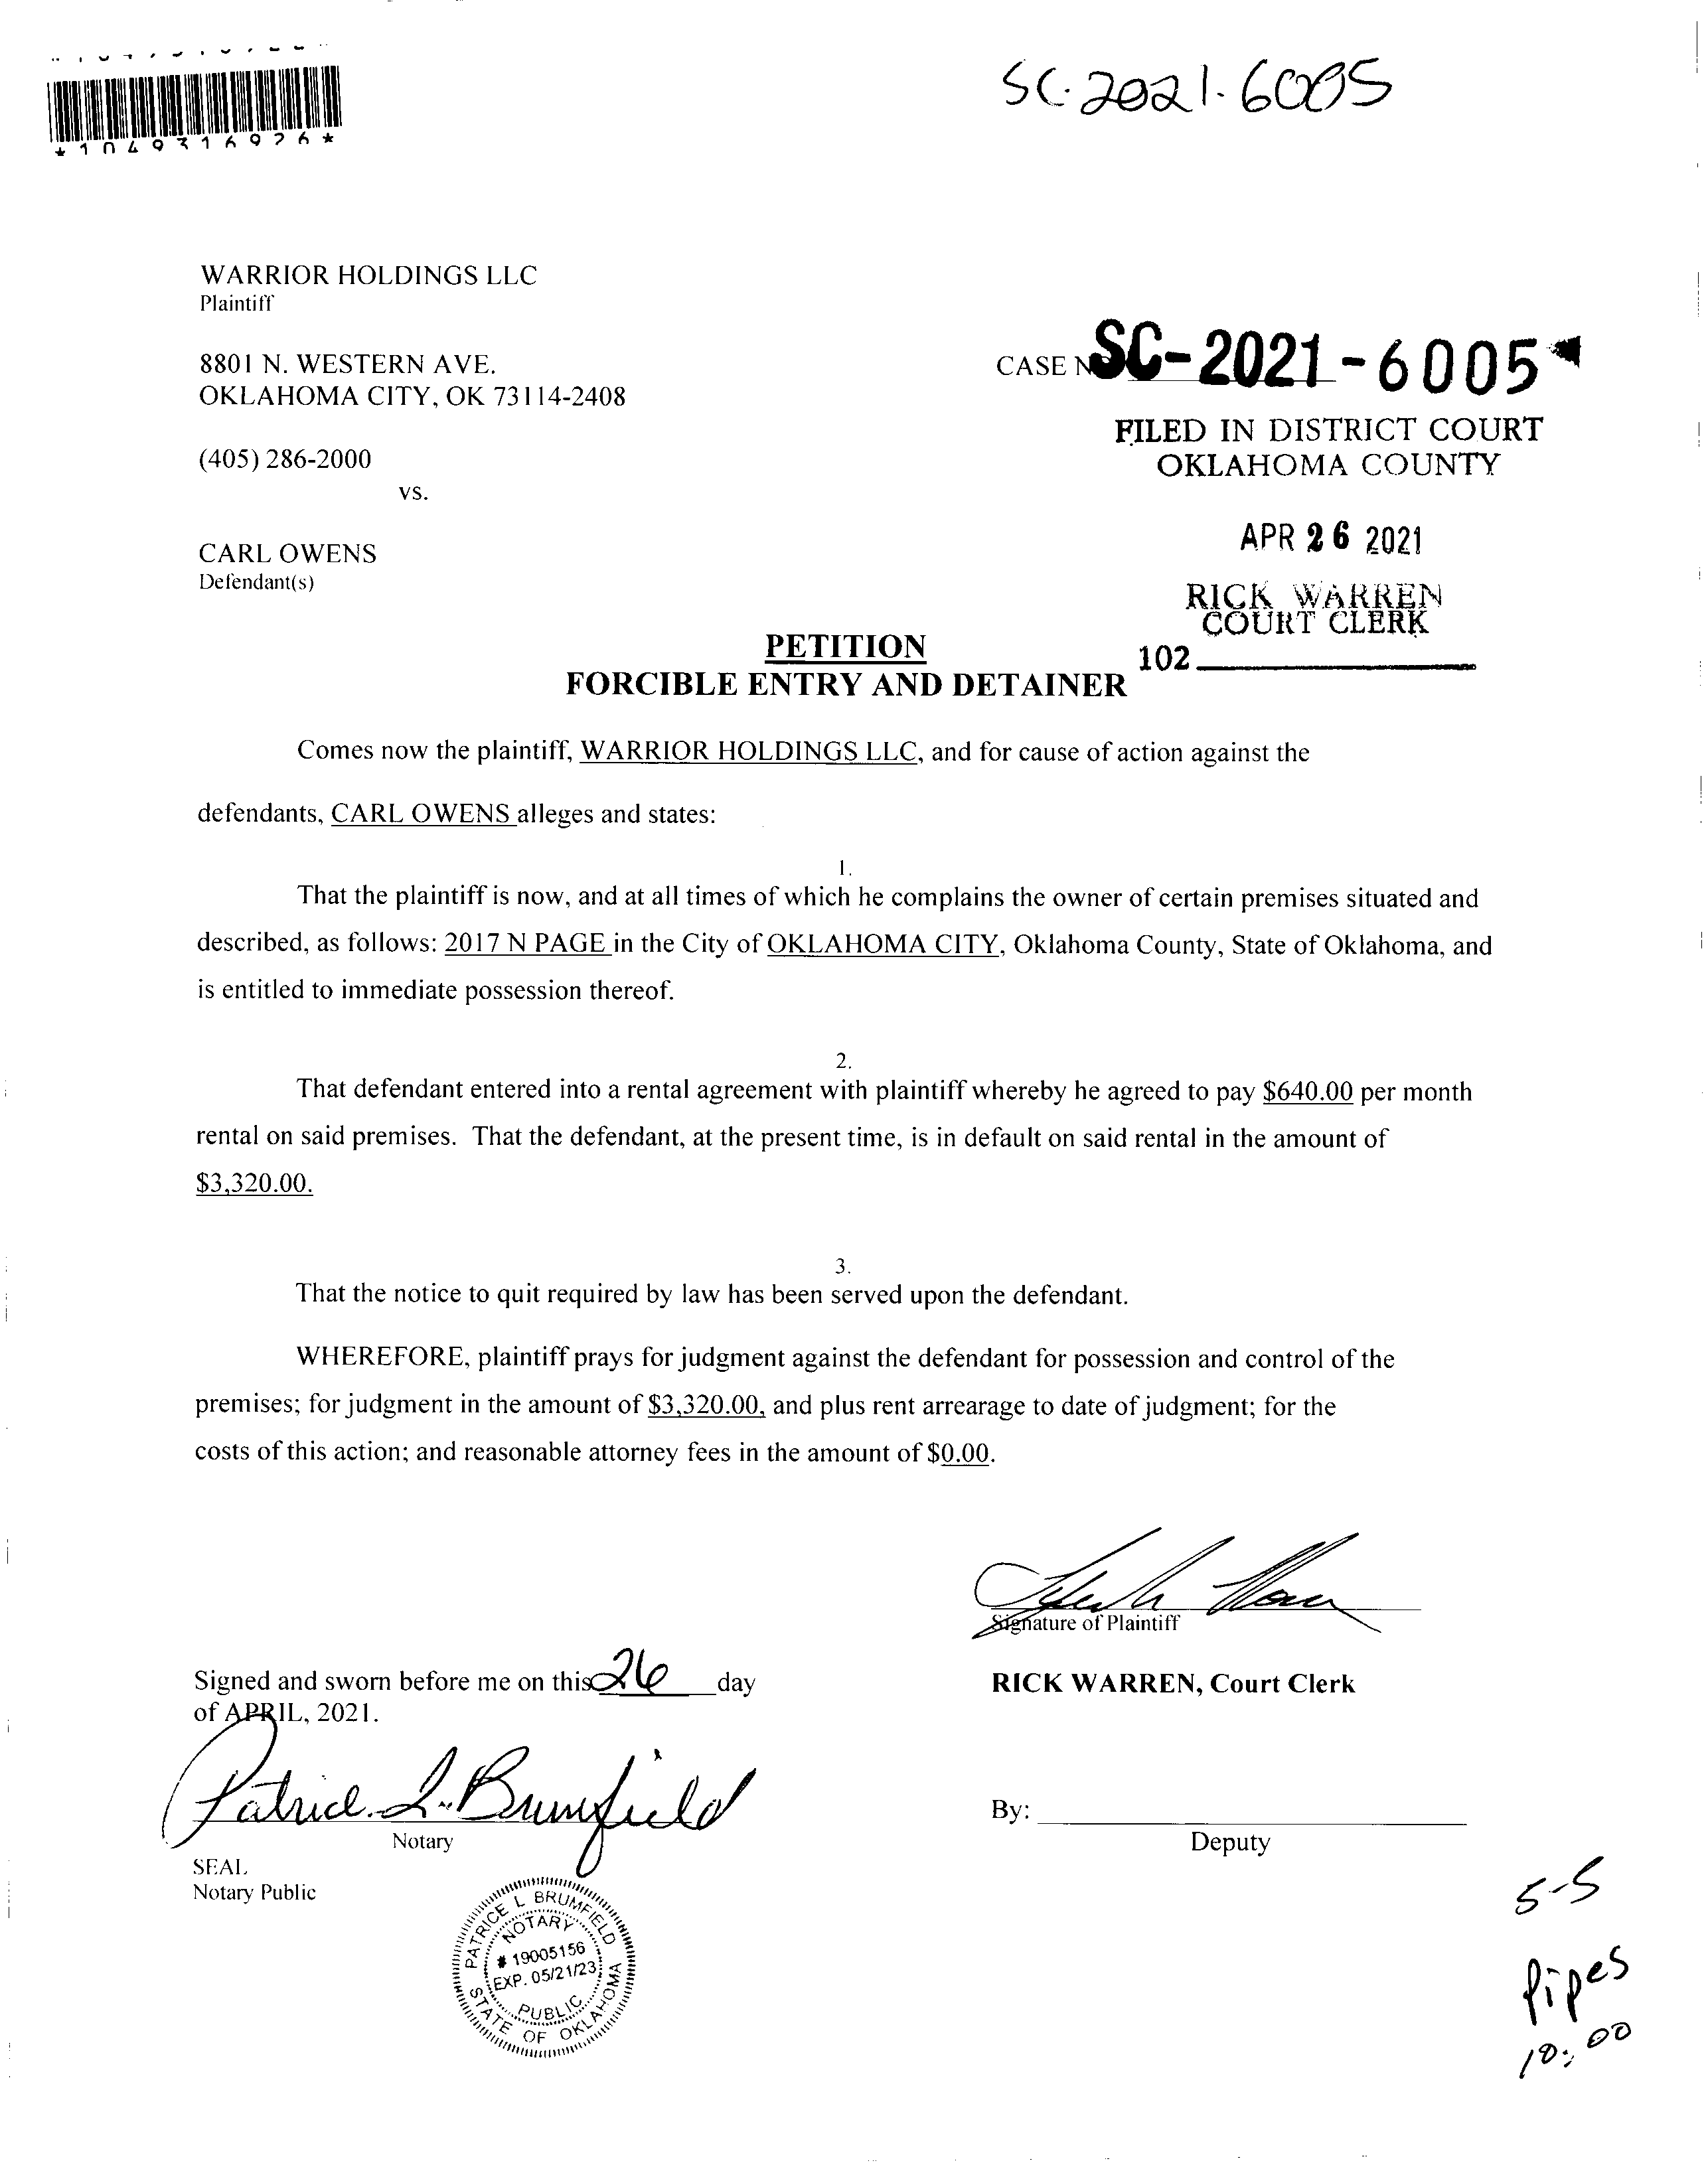 SC-2021-6005
*1049316926*
WARRIOR HOLDINGS LLC
Plaintiff
8801 N. WESTERN AVE.
OKLAHOMA CITY, OK 73114-2408
(405) 286-2000
vs.
CARL OWENS
Defendant(s)
CASE NO
SC-2021-6005
FILED IN DISTRICT COURT
OKLAHOMA COUNTY
APR 26 2021
RICK WARREN
COURT CLERK
102
PETITION
FORCIBLE ENTRY AND DETAINER
Comes now the plaintiff, WARRIOR HOLDINGS LLC, and for cause of action against the
defendants, CARL OWENS alleges and states:
1.
That the plaintiff is now, and at all times of which he complains the owner of certain premises situated and
described, as follows: 2017 N PAGE in the City of OKLAHOMA CITY, Oklahoma County, State of Oklahoma, and
is entitled to immediate possession thereof.
2.
That defendant entered into a rental agreement with plaintiff whereby he agreed to pay $640.00 per month
rental on said premises. That the defendant, at the present time, is in default on said rental in the amount of
$3,320.00.
3.
That the notice to quit required by law has been served upon the defendant.
WHEREFORE, plaintiff prays for judgment against the defendant for possession and control of the
premises; for judgment in the amount of $3,320.00, and plus rent arrearage to date of judgment; for the
costs of this action; and reasonable attorney fees in the amount of $0.00.
Signature of Plaintiff
Signed and sworn before me on this 26 day
of APRIL, 2021.
RICK WARREN, Court Clerk
Patrice L. Brumfield
Notary
SEAL
Notary Public
By:
Deputy
PATRICE L BRUMFIELD
NOTARY
# 19005156
EXP. 05/21/23
PUBLIC
STATE OF OKLAHOMA
5-5
Pipes
10:00